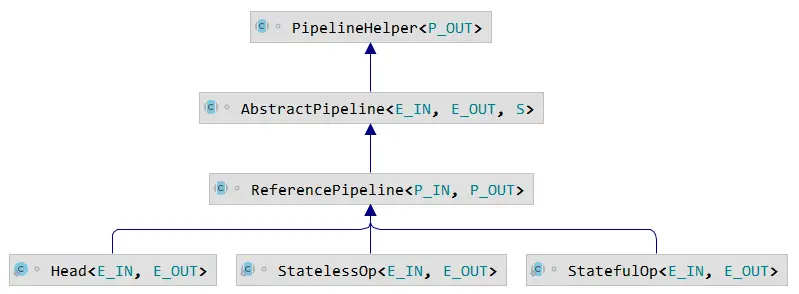 PipelineHelper<P_OUT>
AbstractPipeline<E_IN, E_OUT, S>
ReferencePipeline<P_IN, P_OUT>
Head<E_IN, E_OUT> StatelessOp<E_IN, E_OUT> StatefulOp<E_IN, E_OUT>